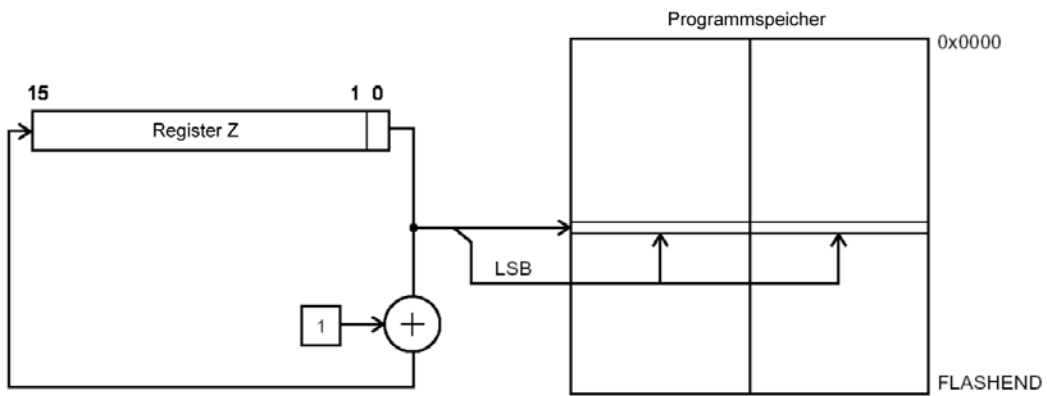 Programmspeicher
0x0000
15 1 0
Register Z
LSB
1
FLASHEND